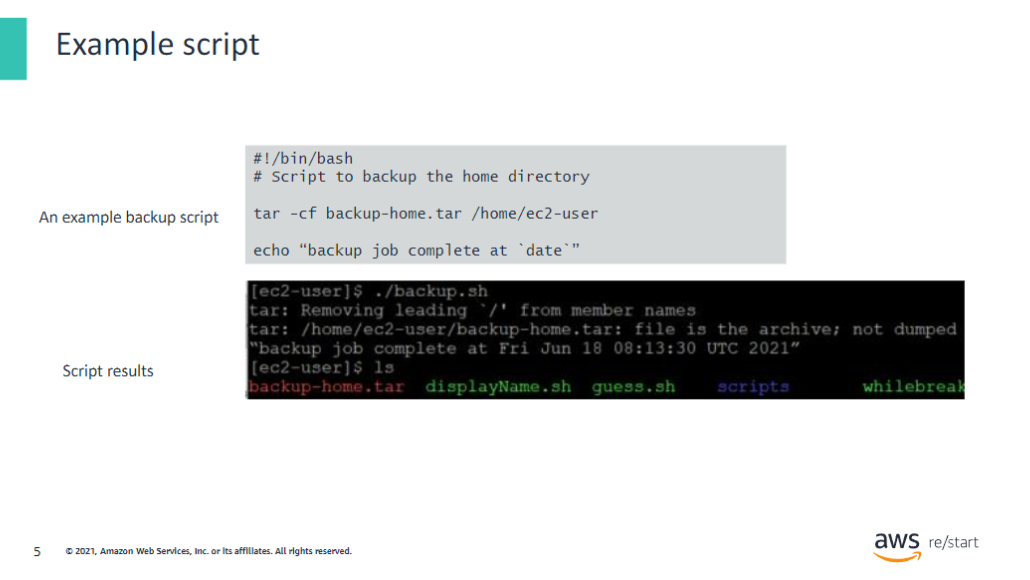 Example script
An example backup script
#!/bin/bash
# Script to backup the home directory
tar -cf backup-home.tar /home/ec2-user
echo “backup job complete at `date`”
Script results
[ec2-user]$ ./backup.sh
tar: Removing leading `/' from member names
tar: /home/ec2-user/backup-home.tar: file is the archive; not dumped
“backup job complete at Fri Jun 18 08:13:30 UTC 2021”
[ec2-user]$ ls
backup-home.tar displayName.sh guess.sh scripts whilebreak
5 © 2021, Amazon Web Services, Inc. or its affiliates. All rights reserved.
aws re/start